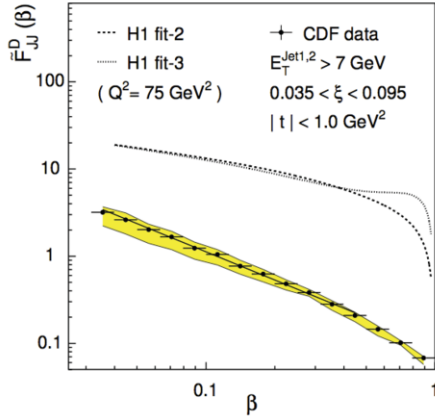 F̃ᴰ_JJ (β)
H1 fit-2
H1 fit-3
( Q² = 75 GeV² )
CDF data
E_T^Jet1,2 > 7 GeV
0.035 < ξ < 0.095
| t | < 1.0 GeV²
100
10
1
0.1
0.1
1
β